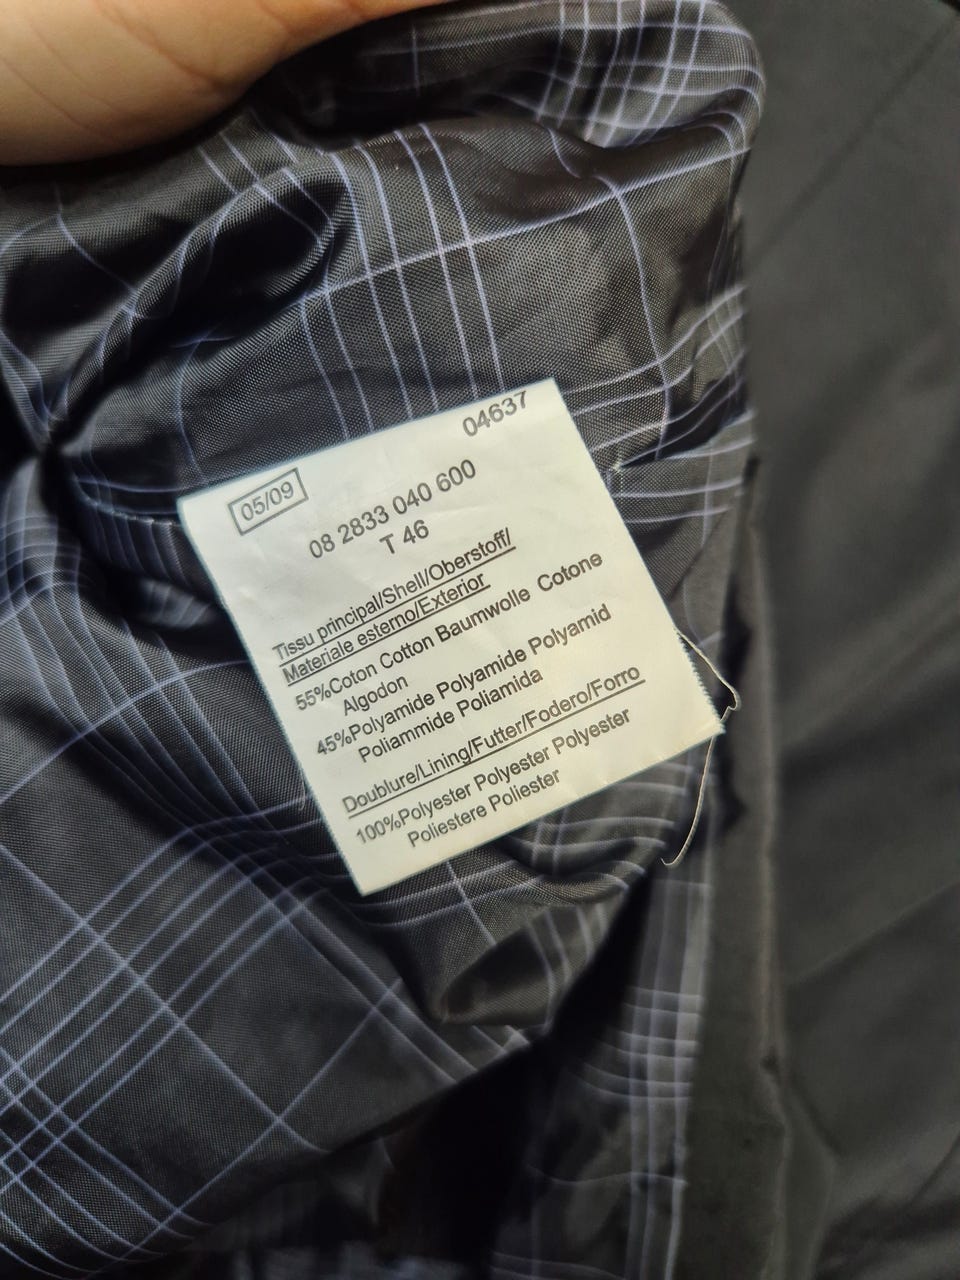 04637
05/09
08 2833 040 600
T 46
Tissu principal/Shell/Oberstoff/
Materiale esterno/Exterior
55%Coton Cotton Baumwolle Cotone
Algodon
45%Polyamide Polyamide Polyamid
Poliammide Poliamida
Doublure/Lining/Futter/Fodero/Forro
100%Polyester Polyester Polyester
Poliestere Poliester